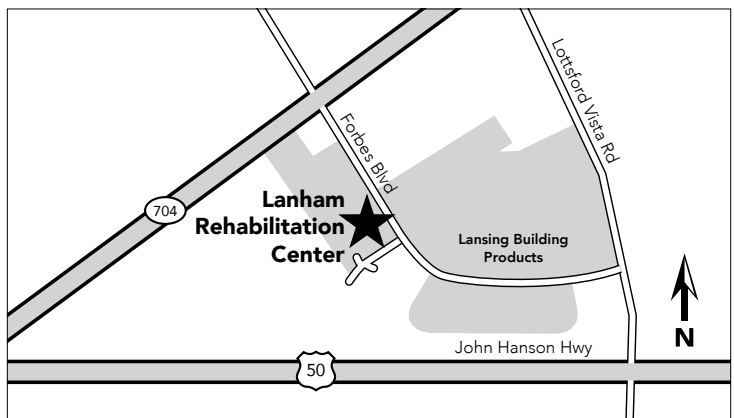 Forbes Blvd
Lottsford Vista Rd
704
Lanham
Rehabilitation
Center
Lansing Building
Products
N
John Hanson Hwy
50